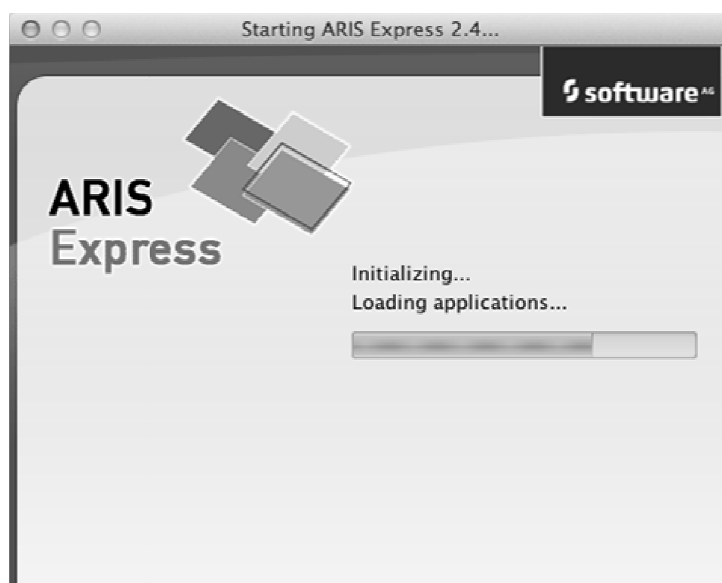 Starting ARIS Express 2.4...
software AG
ARIS
Express
Initializing...
Loading applications...